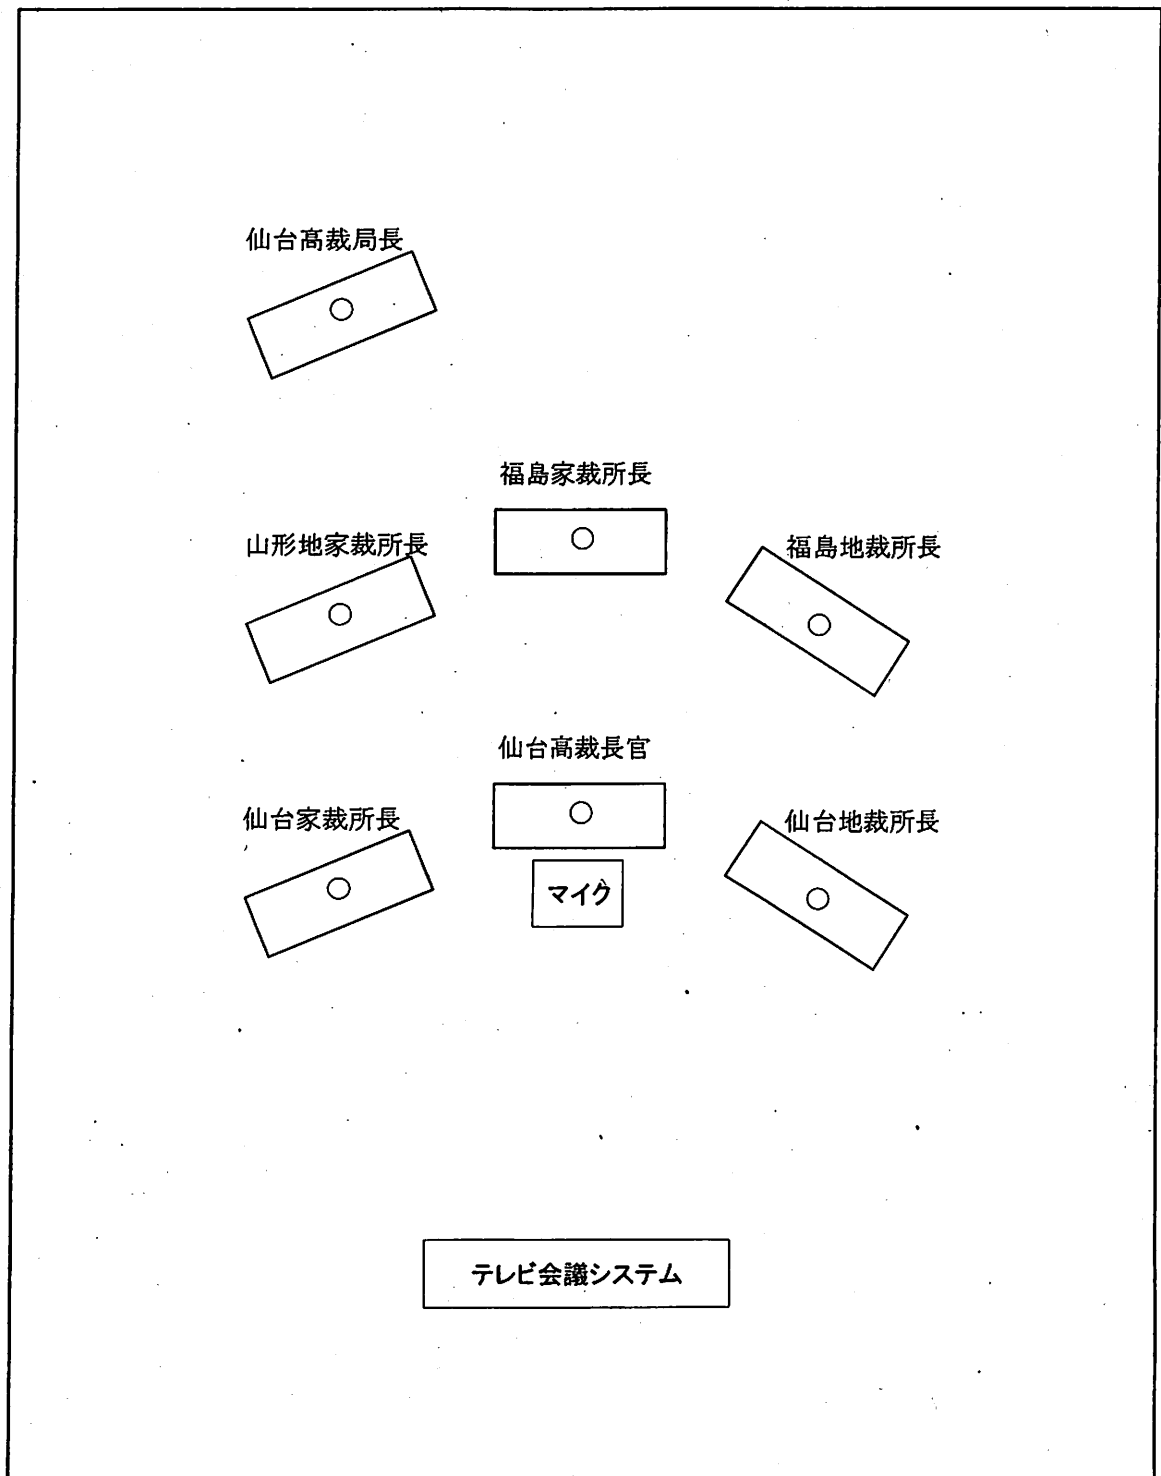 仙台高裁局長
福島家裁所長
山形地家裁所長
福島地裁所長
仙台高裁長官
仙台家裁所長
仙台地裁所長
マイク
テレビ会議システム